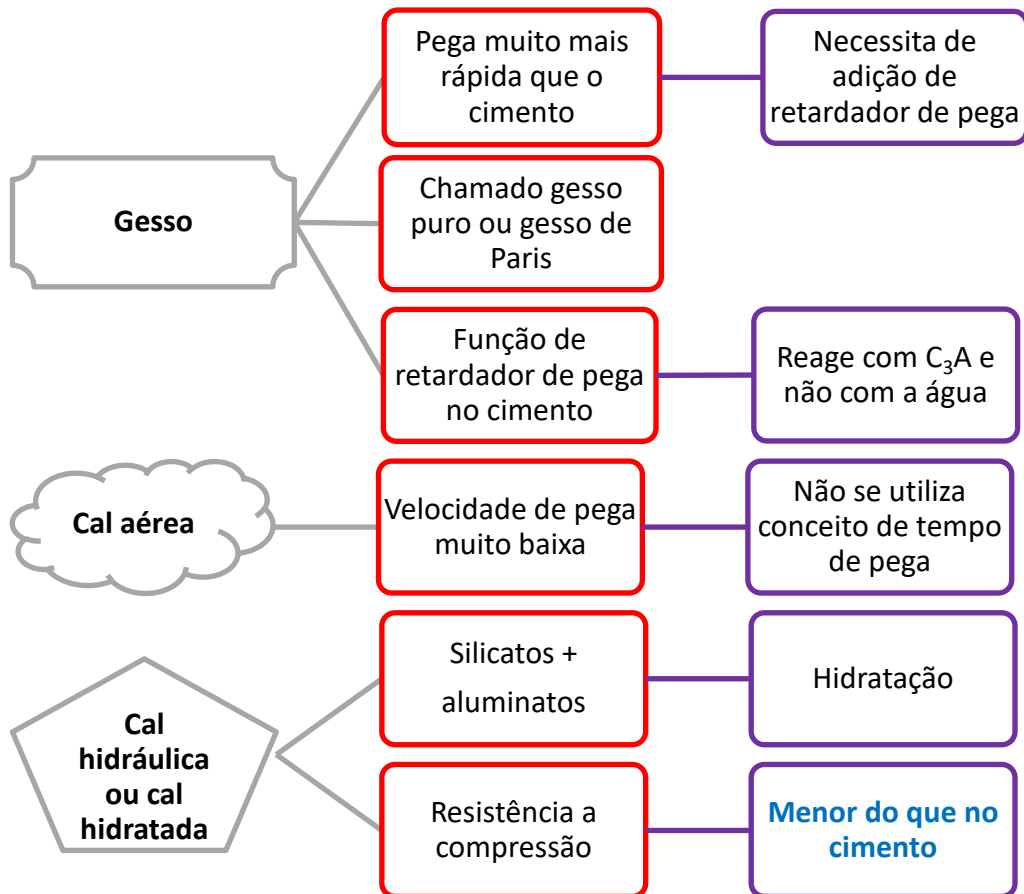 Pega muito mais
rápida que o
cimento
Necessita de
adição de
retardador de pega
Gesso
Chamado gesso
puro ou gesso de
Paris
Função de
retardador de pega
no cimento
Reage com C₃A e
não com a água
Cal aérea
Velocidade de pega
muito baixa
Não se utiliza
conceito de tempo
de pega
Cal
hidráulica
ou cal
hidratada
Silicatos +
aluminatos
Hidratação
Resistência a
compressão
Menor do que no
cimento